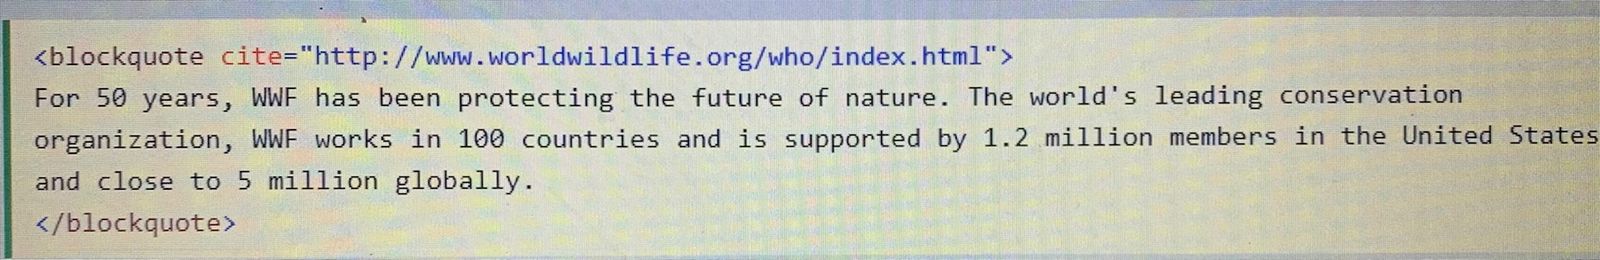 <blockquote cite="http://www.worldwildlife.org/who/index.html">
For 50 years, WWF has been protecting the future of nature. The world's leading conservation
organization, WWF works in 100 countries and is supported by 1.2 million members in the United States
and close to 5 million globally.
</blockquote>